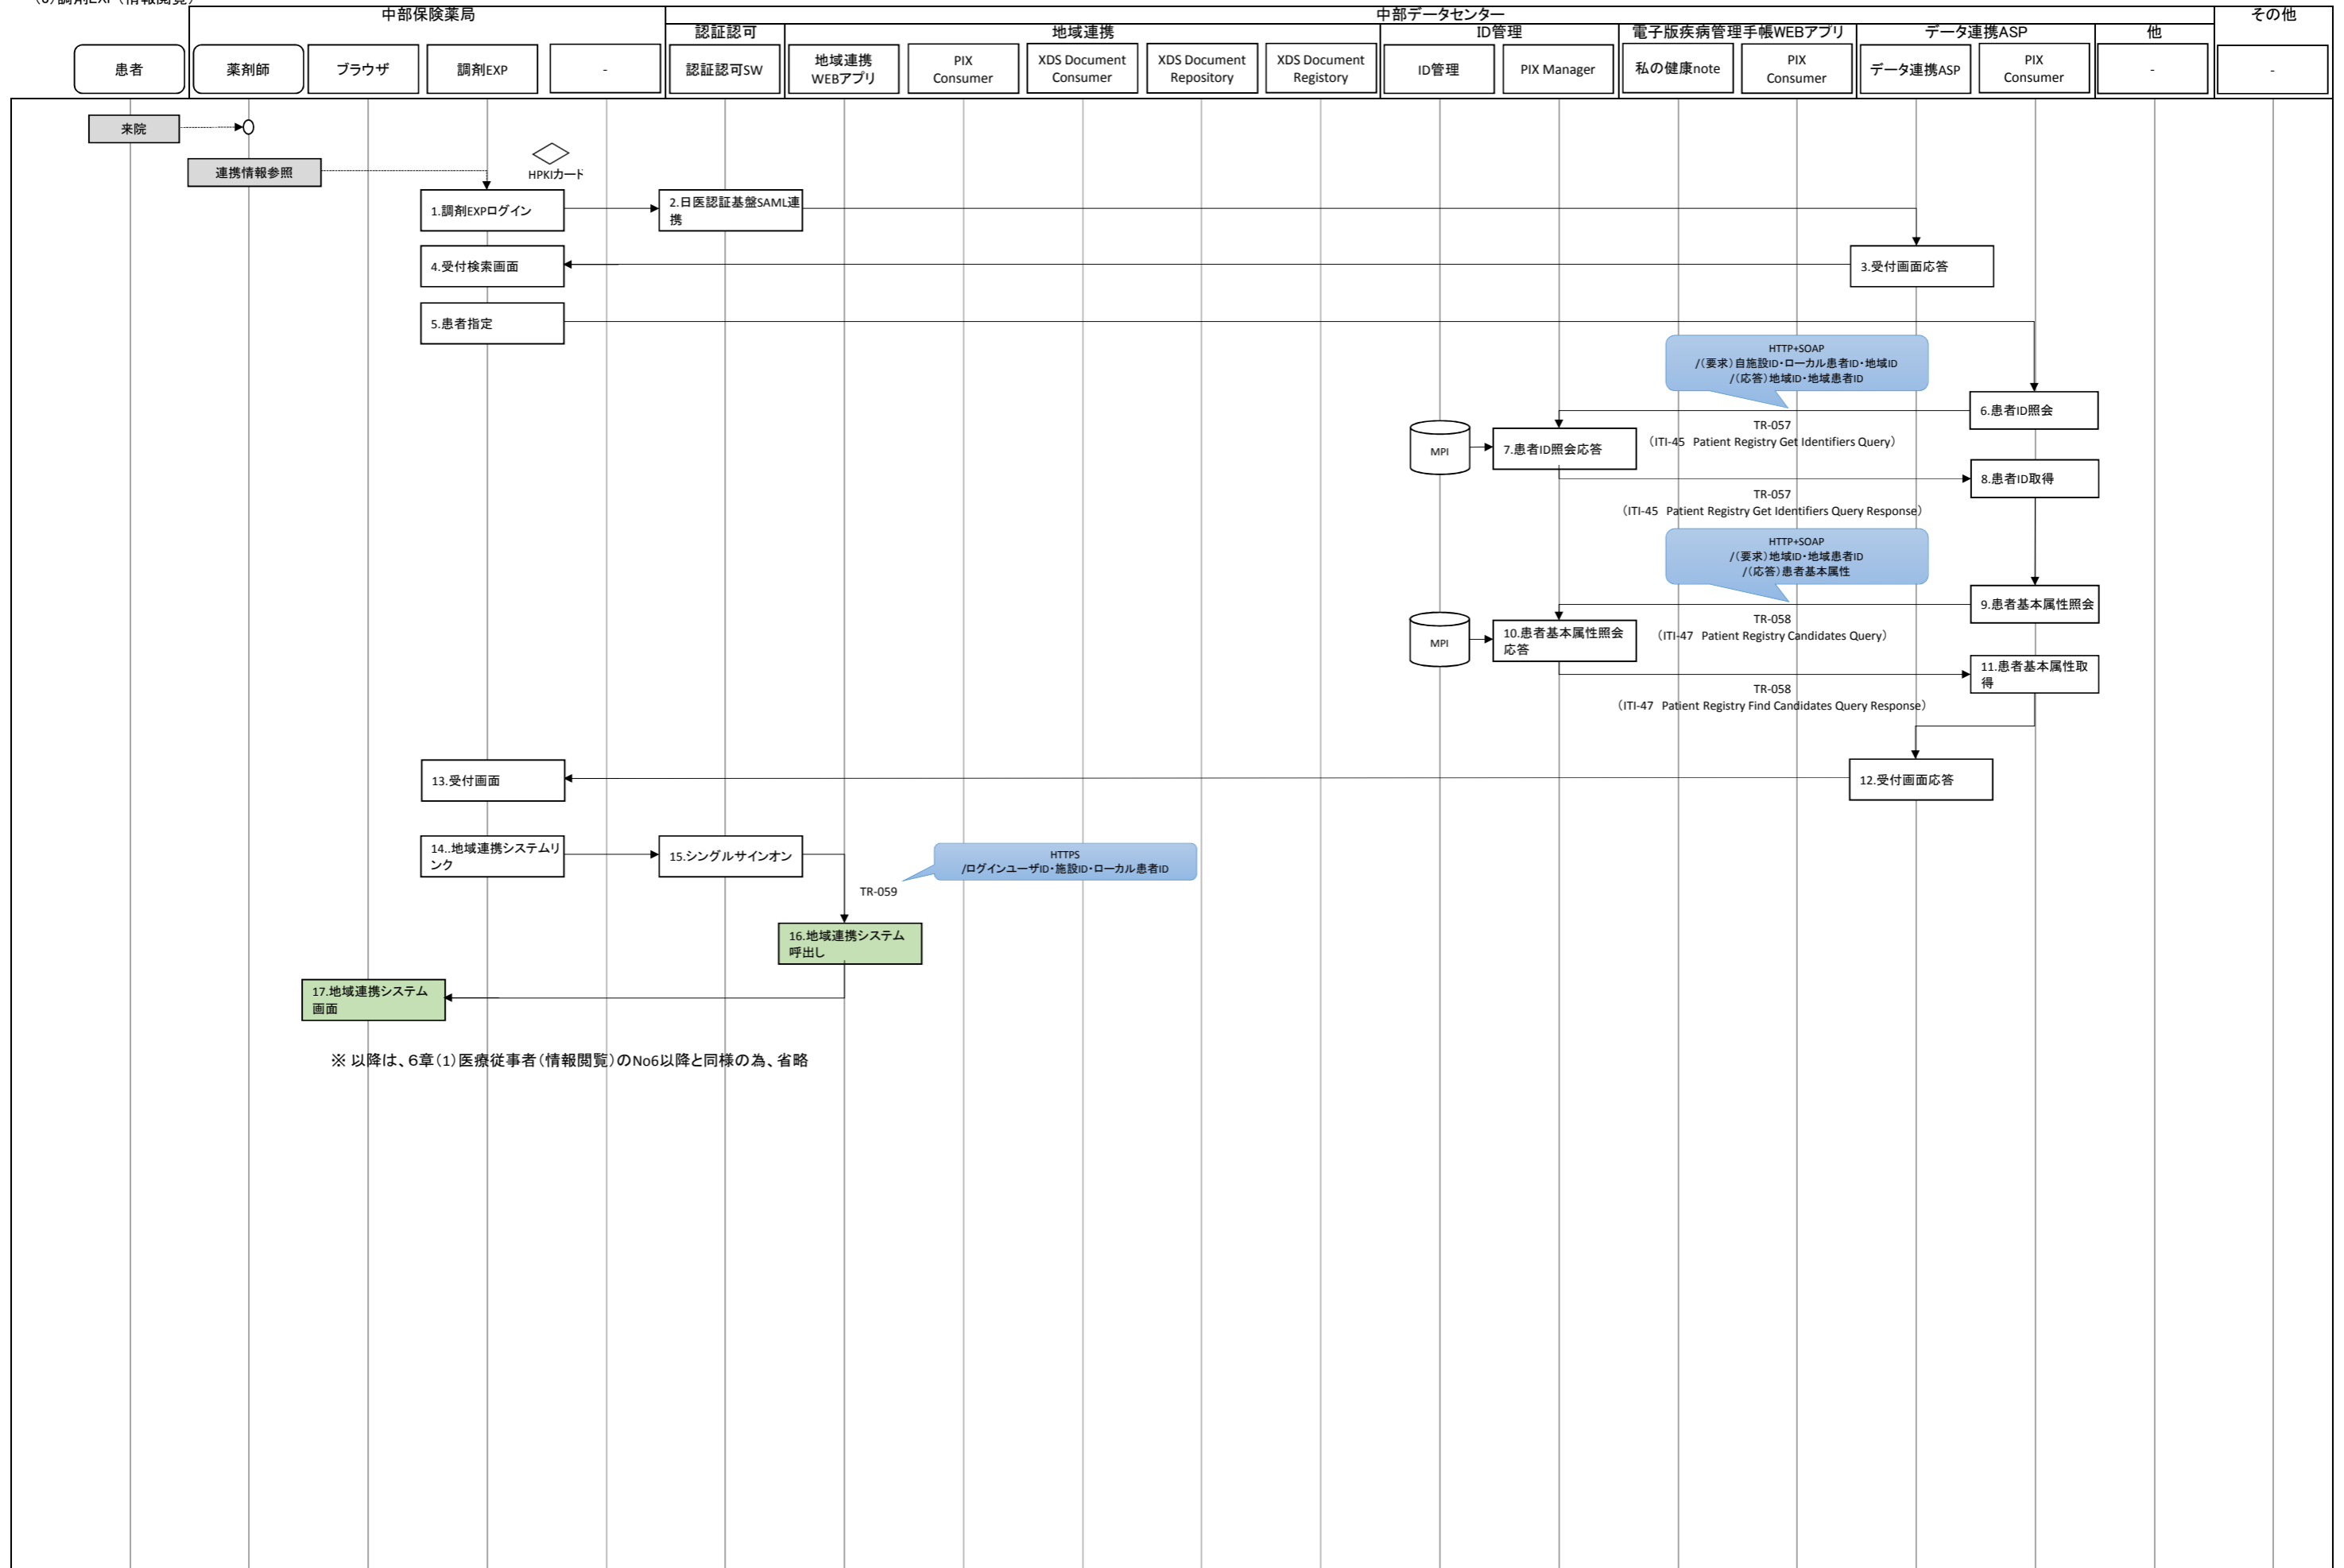 調剤EXP(情報閲覧)
中部保険薬局
中部データセンター
その他
認証認可
地域連携
ID管理
電子版疾病管理手帳WEBアプリ
データ連携ASP
他
患者
薬剤師
ブラウザ
調剤EXP
-
認証認可SW
地域連携
WEBアプリ
PIX
Consumer
XDS Document
Consumer
XDS Document
Repository
XDS Document
Registory
ID管理
PIX Manager
私の健康note
PIX
Consumer
データ連携ASP
PIX
Consumer
-
-
来院
連携情報参照
HPKIカード
1.調剤EXPログイン
2.日医認証基盤SAML連
携
4.受付検索画面
3.受付画面応答
5.患者指定
HTTP+SOAP
/(要求)自施設ID・ローカル患者ID・地域ID
/(応答)地域ID・地域患者ID
6.患者ID照会
TR-057
(ITI-45 Patient Registry Get Identifiers Query)
MPI
7.患者ID照会応答
8.患者ID取得
TR-057
(ITI-45 Patient Registry Get Identifiers Query Response)
HTTP+SOAP
/(要求)地域ID・地域患者ID
/(応答)患者基本属性
9.患者基本属性照会
TR-058
(ITI-47 Patient Registry Candidates Query)
MPI
10.患者基本属性照会
応答
11.患者基本属性取
得
TR-058
(ITI-47 Patient Registry Find Candidates Query Response)
13.受付画面
12.受付画面応答
14..地域連携システムリ
ンク
15.シングルサインオン
HTTPS
/ログインユーザID・施設ID・ローカル患者ID
TR-059
16.地域連携システム
呼出し
17.地域連携システム
画面
※ 以降は、6章(1)医療従事者(情報閲覧)のNo6以降と同様の為、省略